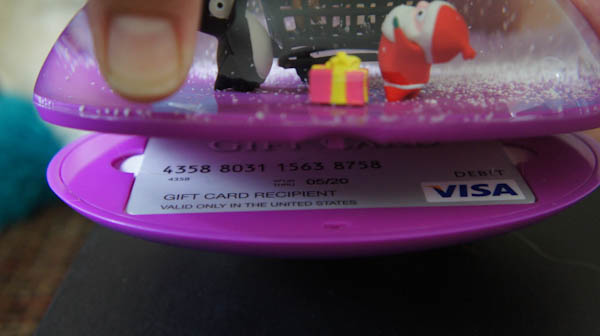 GIFT CARD
4358 8031 1563 8758
4358 THRU 05/20
DEBIT
GIFT CARD RECIPIENT
VISA
VALID ONLY IN THE UNITED STATES